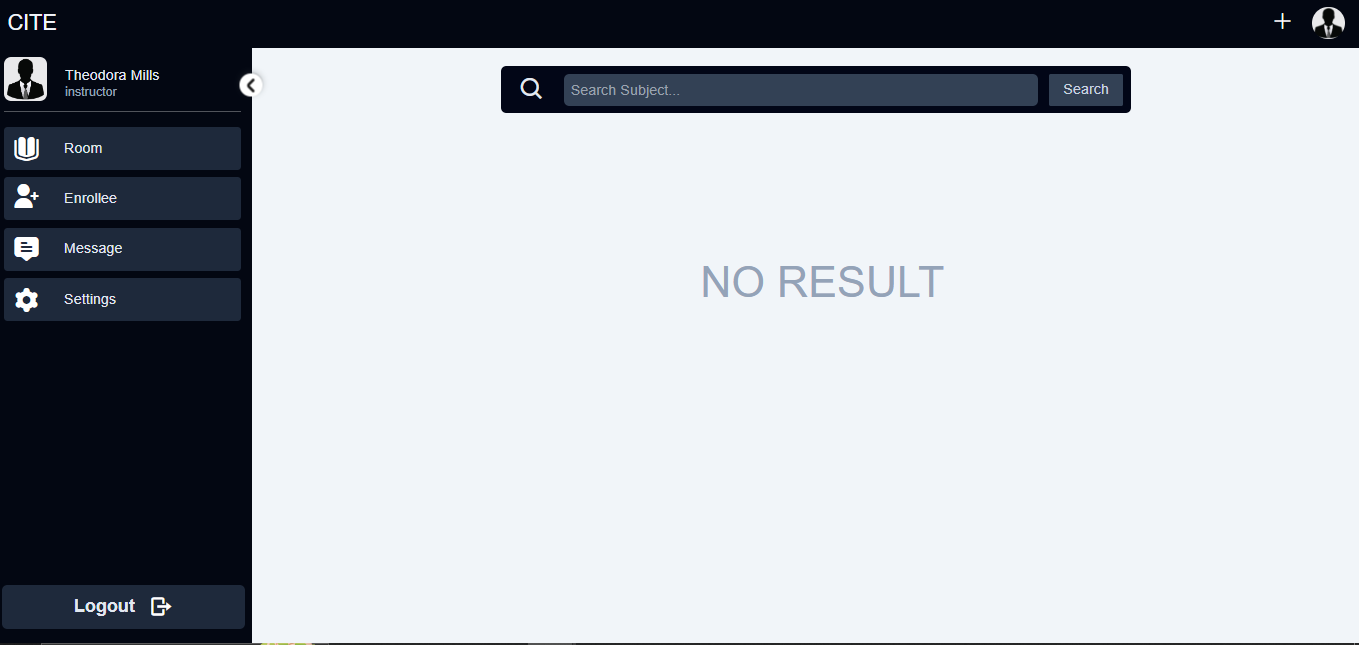 CITE
Theodora Mills
instructor
Room
Enrollee
Message
Settings
Logout
Search Subject...
Search
NO RESULT